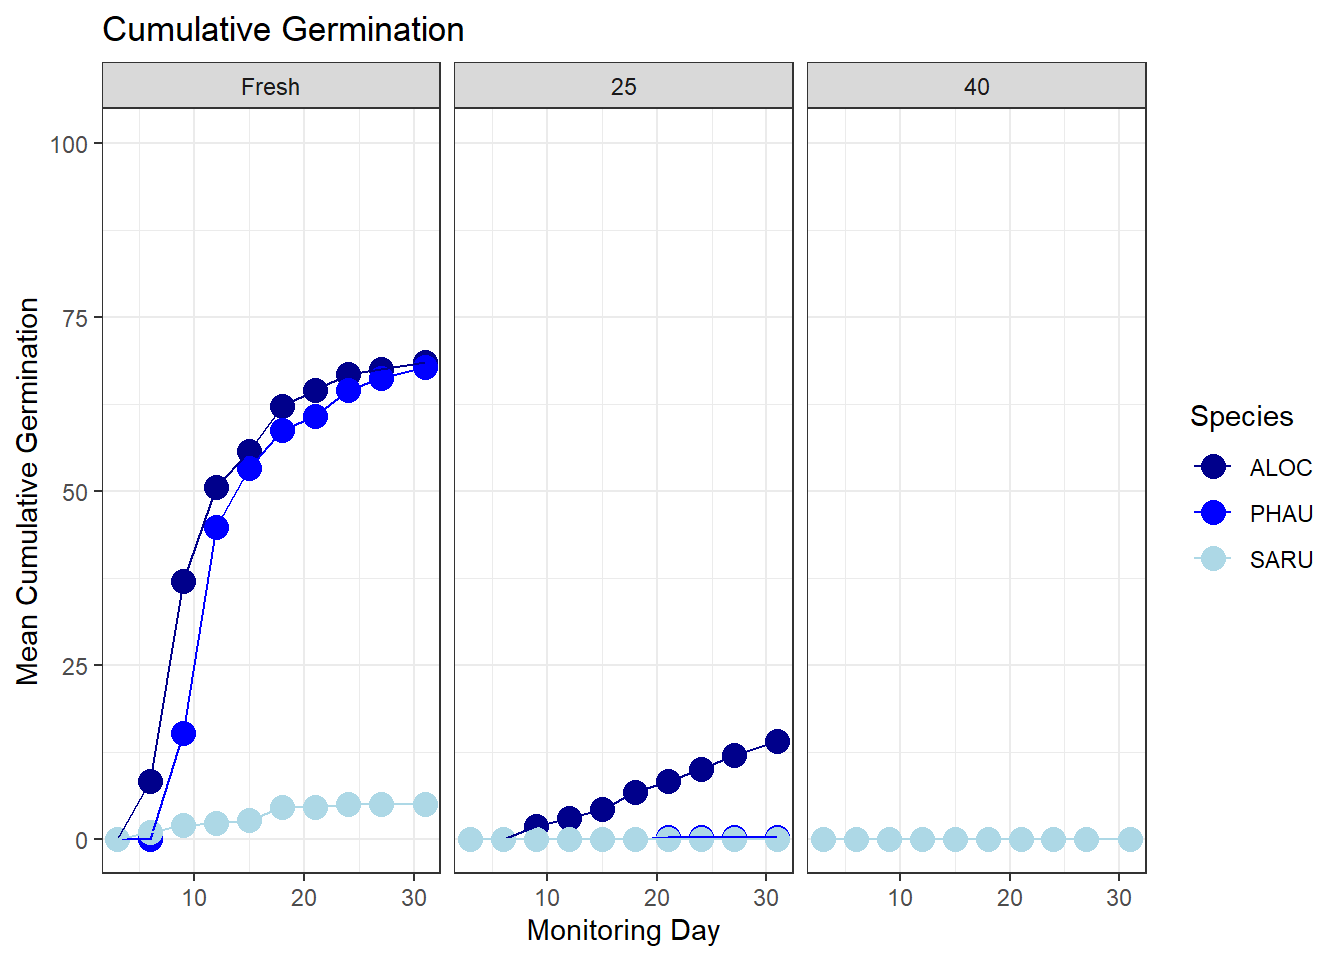 Cumulative Germination
Fresh
25
40
Mean Cumulative Germination
100
75
50
25
0
10 20 30
10 20 30
10 20 30
Monitoring Day
Species
ALOC
PHAU
SARU